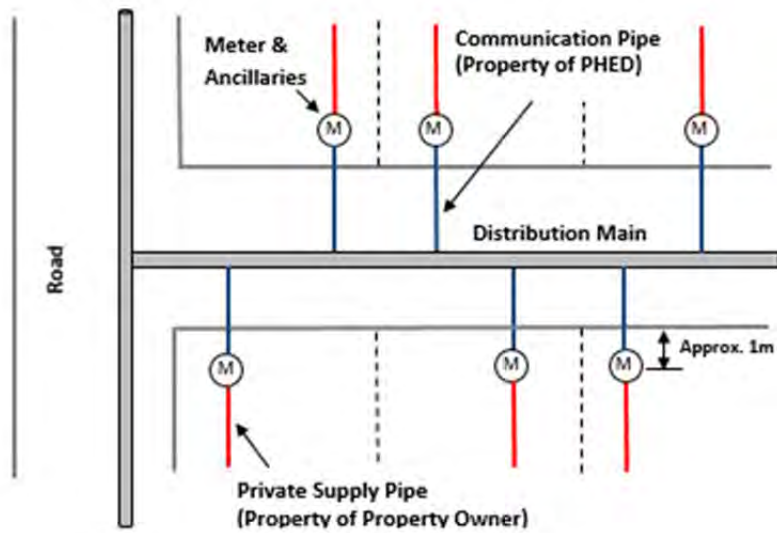 Meter &
Ancillaries
Communication Pipe
(Property of PHED)
M
M
M
Distribution Main
Road
M
M
M
Approx. 1m
Private Supply Pipe
(Property of Property Owner)